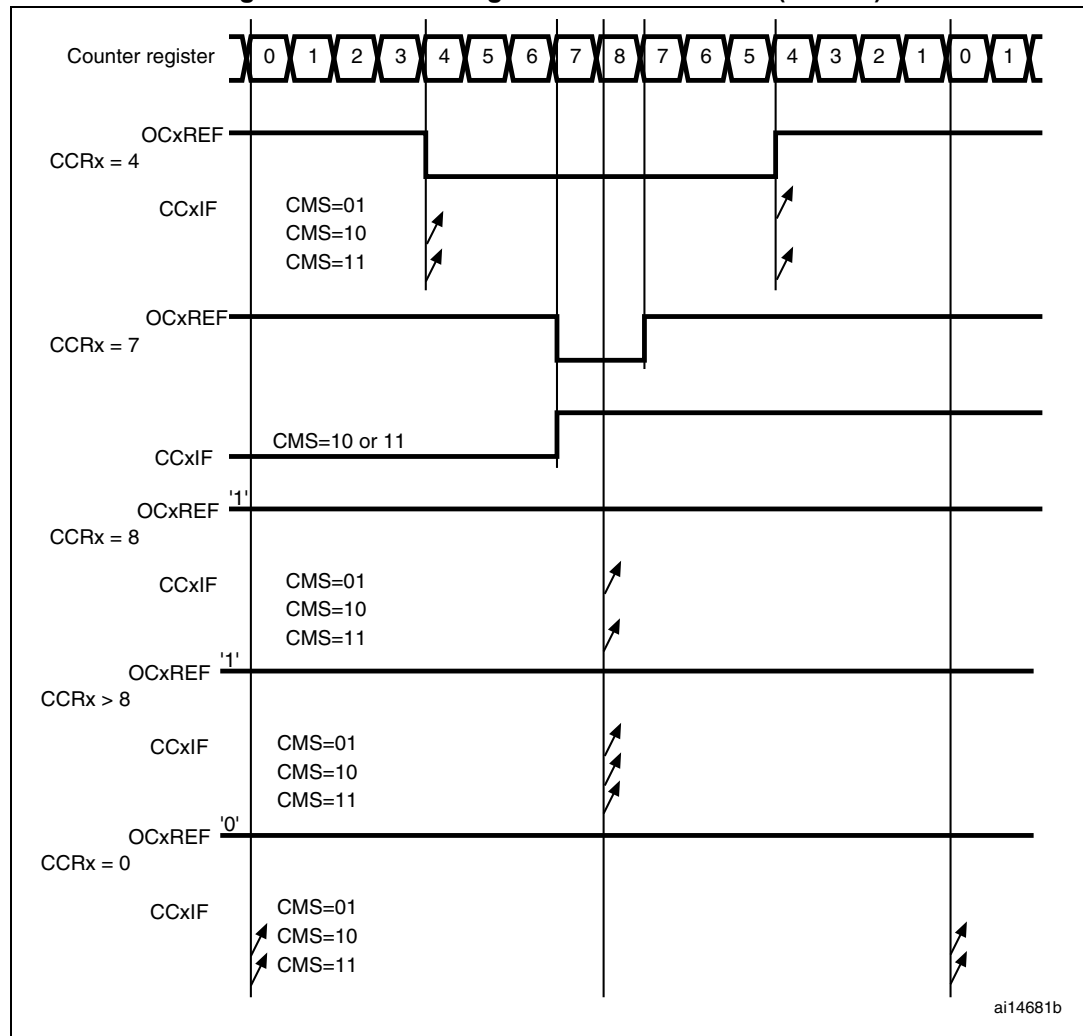 Counter register 0 1 2 3 4 5 6 7 8 7 6 5 4 3 2 1 0 1
OCxREF
CCRx = 4
CCxIF CMS=01
CMS=10
CMS=11
OCxREF
CCRx = 7
CMS=10 or 11
CCxIF
'1'
OCxREF
CCRx = 8
CCxIF CMS=01
CMS=10
CMS=11
'1'
OCxREF
CCRx > 8
CCxIF CMS=01
CMS=10
CMS=11
'0'
OCxREF
CCRx = 0
CCxIF CMS=01
CMS=10
CMS=11
ai14681b